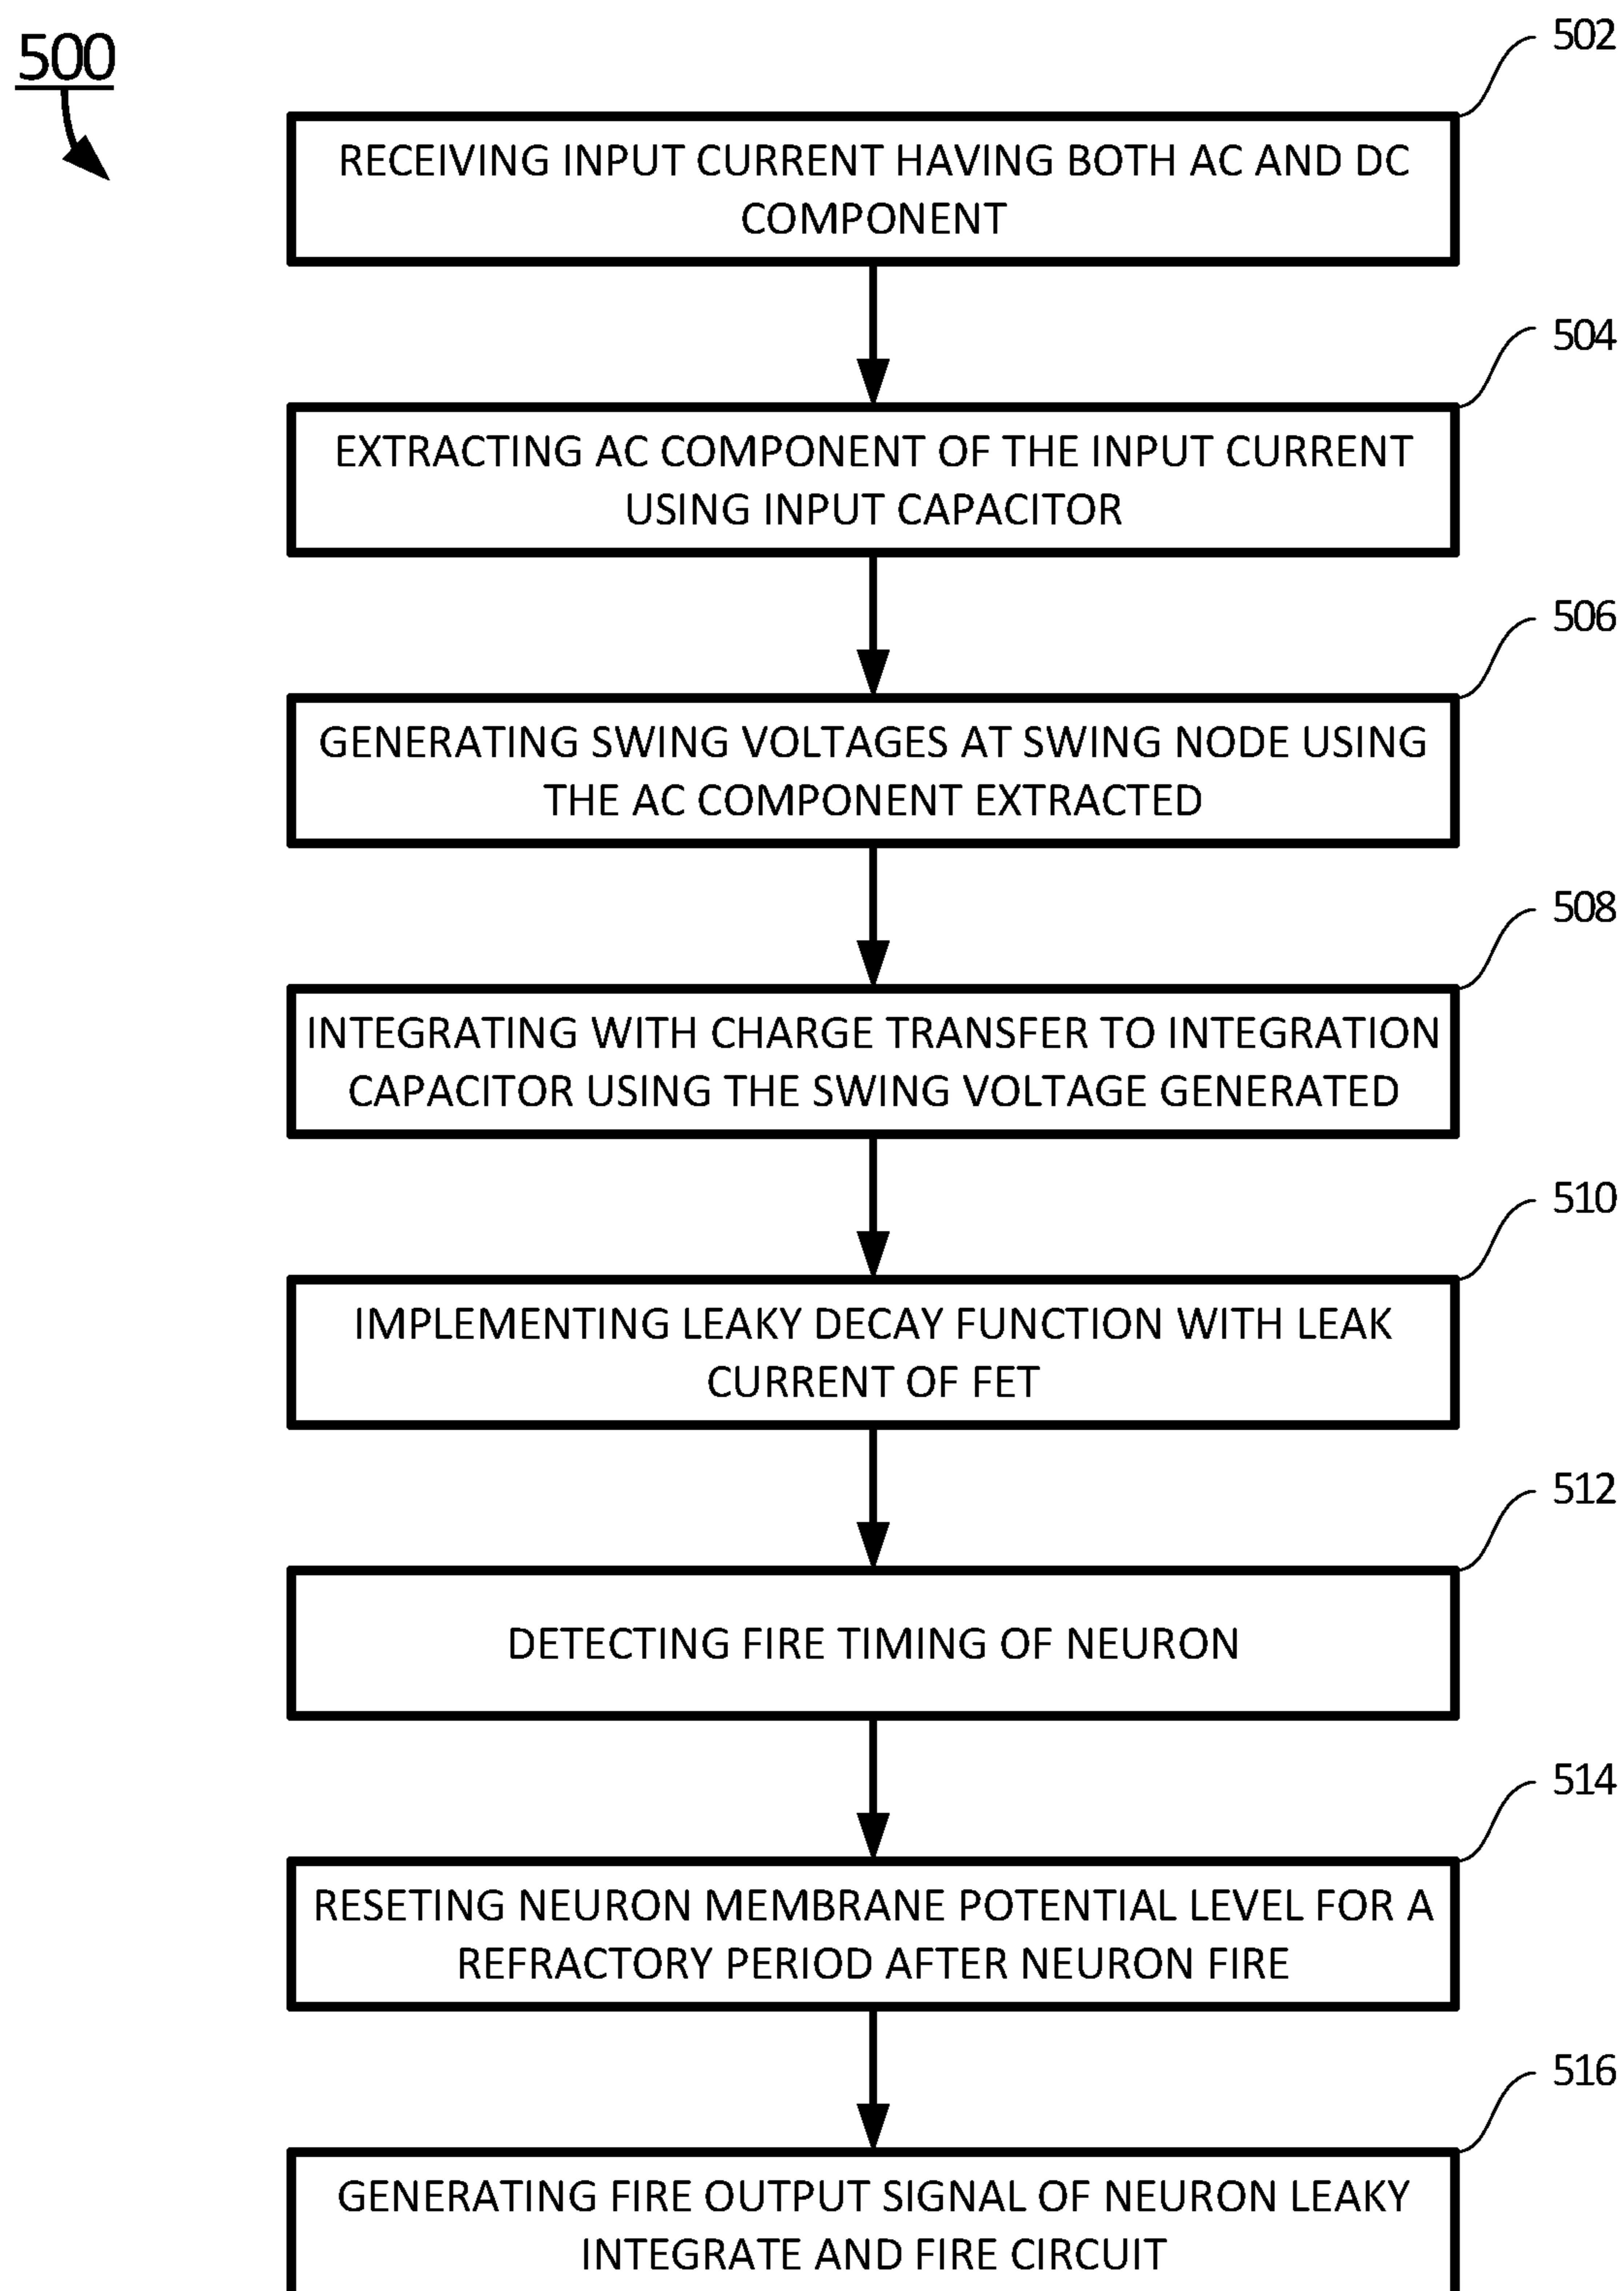 500
502
RECEIVING INPUT CURRENT HAVING BOTH AC AND DC
COMPONENT
504
EXTRACTING AC COMPONENT OF THE INPUT CURRENT
USING INPUT CAPACITOR
506
GENERATING SWING VOLTAGES AT SWING NODE USING
THE AC COMPONENT EXTRACTED
508
INTEGRATING WITH CHARGE TRANSFER TO INTEGRATION
CAPACITOR USING THE SWING VOLTAGE GENERATED
510
IMPLEMENTING LEAKY DECAY FUNCTION WITH LEAK
CURRENT OF FET
512
DETECTING FIRE TIMING OF NEURON
514
RESETING NEURON MEMBRANE POTENTIAL LEVEL FOR A
REFRACTORY PERIOD AFTER NEURON FIRE
516
GENERATING FIRE OUTPUT SIGNAL OF NEURON LEAKY
INTEGRATE AND FIRE CIRCUIT